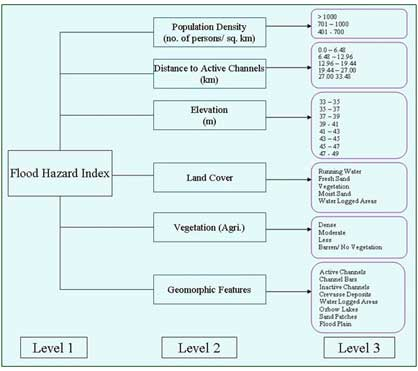 Population Density
(no. of persons/ sq. km)
> 1000
701 – 1000
401 - 700
Distance to Active Channels
(km)
0.0 – 6.48
6.48 – 12.96
12.96 – 19.44
19.44 – 27.00
27.00 33.48
Elevation
(m)
33 – 35
35 – 37
37 – 39
39 - 41
41 – 43
43 – 45
45 – 47
47 - 49
Flood Hazard Index
Land Cover
Running Water
Fresh Sand
Vegetation
Moist Sand
Water Logged Areas
Vegetation (Agri.)
Dense
Moderate
Less
Barren/ No Vegetation
Geomorphic Features
Active Channels
Channel Bars
Inactive Channels
Crevasse Deposits
Water Logged Areas
Oxbow Lakes
Sand Patches
Flood Plain
Level 1
Level 2
Level 3